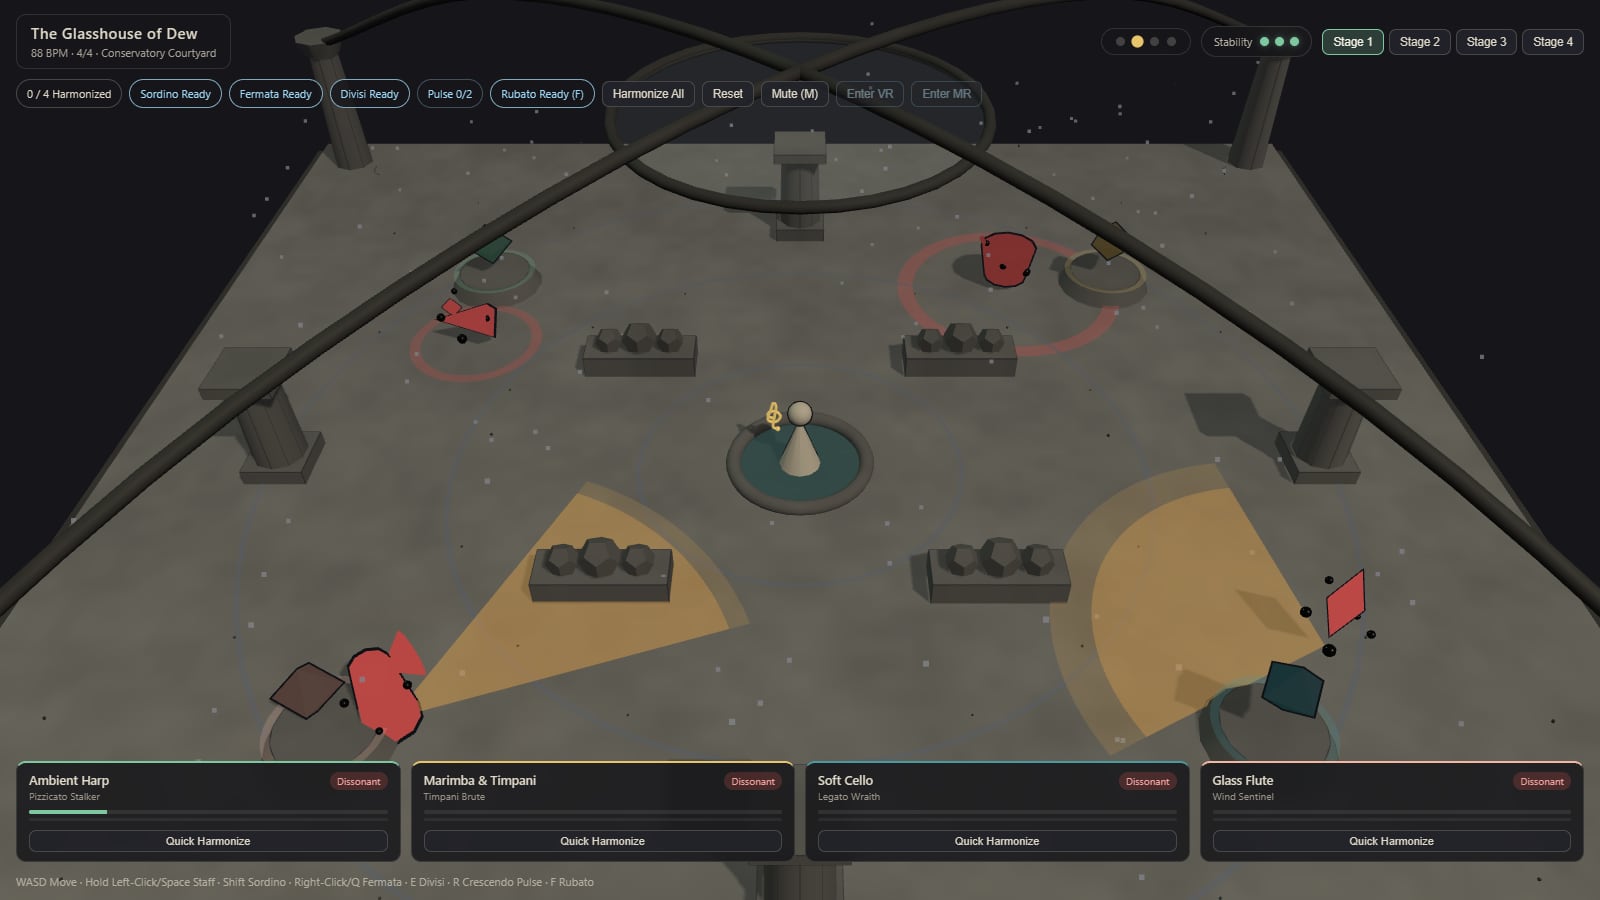 The Glasshouse of Dew
88 BPM · 4/4 · Conservatory Courtyard
Stability
Stage 1
Stage 2
Stage 3
Stage 4
0 / 4 Harmonized
Sordino Ready
Fermata Ready
Divisi Ready
Pulse 0/2
Rubato Ready (F)
Harmonize All
Reset
Mute (M)
Enter VR
Enter MR
Ambient Harp
Dissonant
Pizzicato Stalker
Quick Harmonize
Marimba & Timpani
Dissonant
Timpani Brute
Quick Harmonize
Soft Cello
Dissonant
Legato Wraith
Quick Harmonize
Glass Flute
Dissonant
Wind Sentinel
Quick Harmonize
WASD Move · Hold Left-Click/Space Staff · Shift Sordino · Right-Click/Q Fermata · E Divisi · R Crescendo Pulse · F Rubato